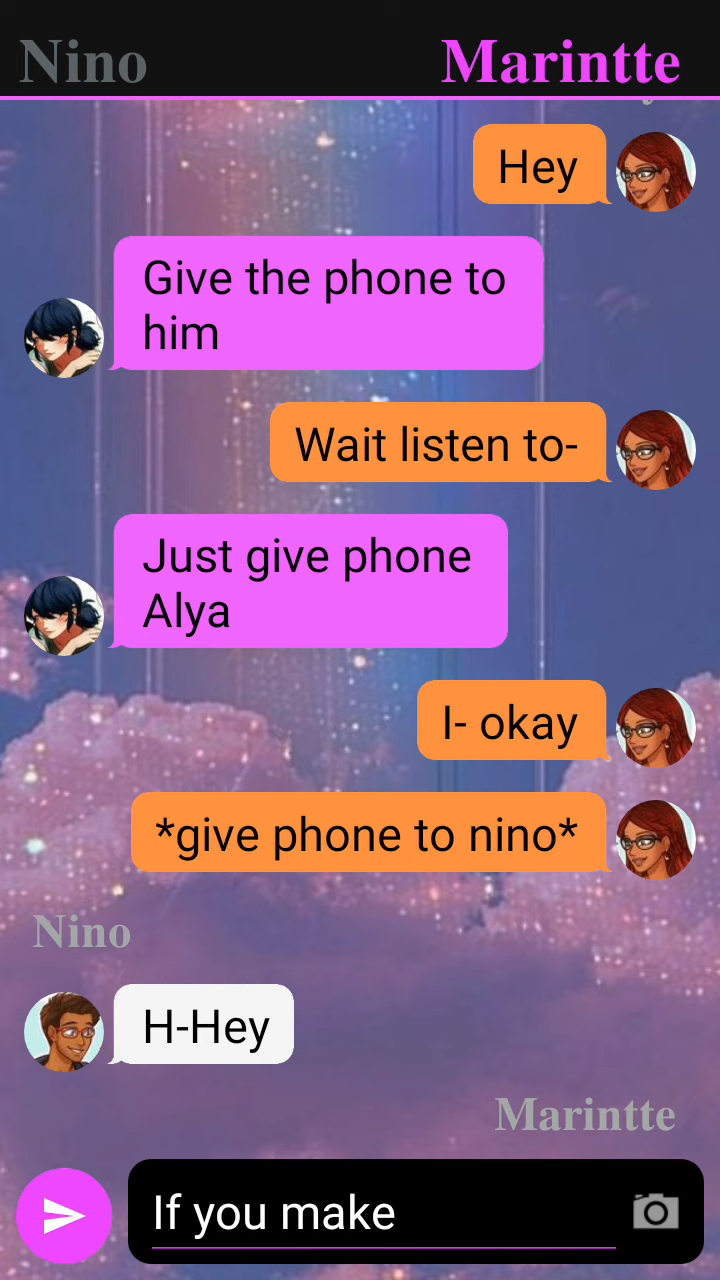 Nino
Marintte
Hey
Give the phone to
him
Wait listen to-
Just give phone
Alya
I- okay
*give phone to nino*
Nino
H-Hey
Marintte
If you make